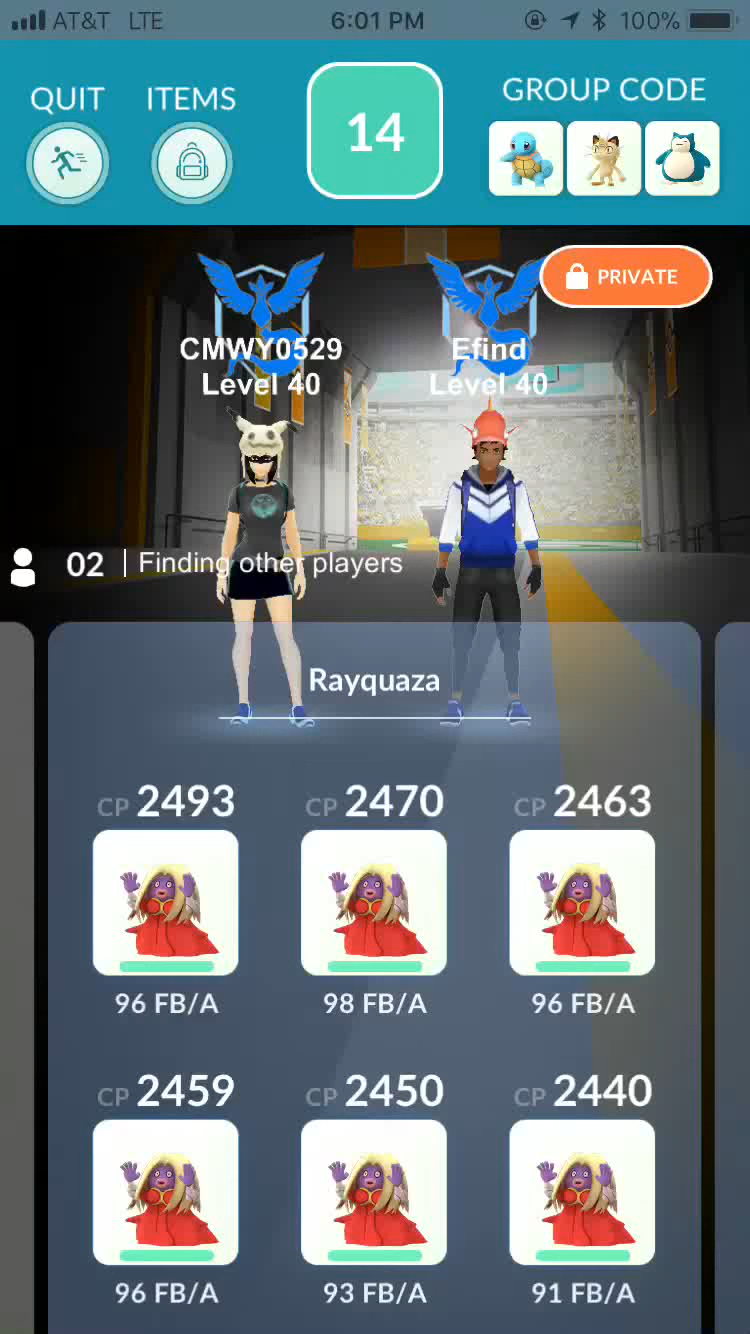 AT&T LTE 6:01 PM 100%
QUIT ITEMS 14 GROUP CODE
PRIVATE
CMWY0529 Efind
Level 40 Level 40
02 | Finding other players
Rayquaza
CP 2493 CP 2470 CP 2463
96 FB/A 98 FB/A 96 FB/A
CP 2459 CP 2450 CP 2440
96 FB/A 93 FB/A 91 FB/A